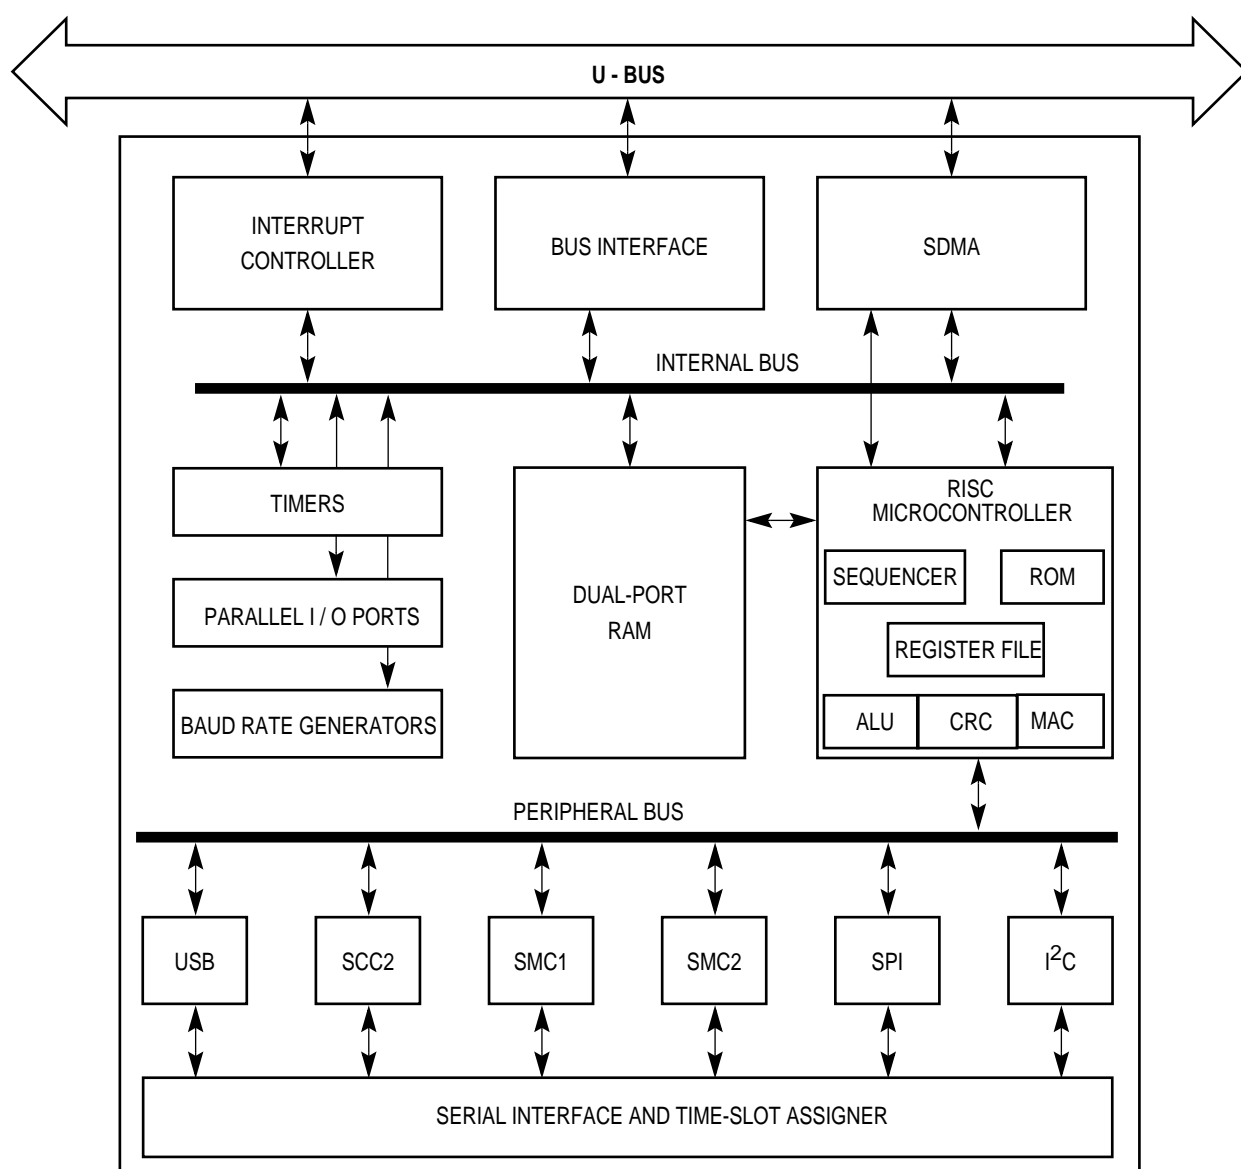 U - BUS
INTERRUPT
CONTROLLER
BUS INTERFACE
SDMA
INTERNAL BUS
TIMERS
PARALLEL I / O PORTS
BAUD RATE GENERATORS
DUAL-PORT
RAM
RISC
MICROCONTROLLER
SEQUENCER
ROM
REGISTER FILE
ALU
CRC
MAC
PERIPHERAL BUS
USB
SCC2
SMC1
SMC2
SPI
I²C
SERIAL INTERFACE AND TIME-SLOT ASSIGNER